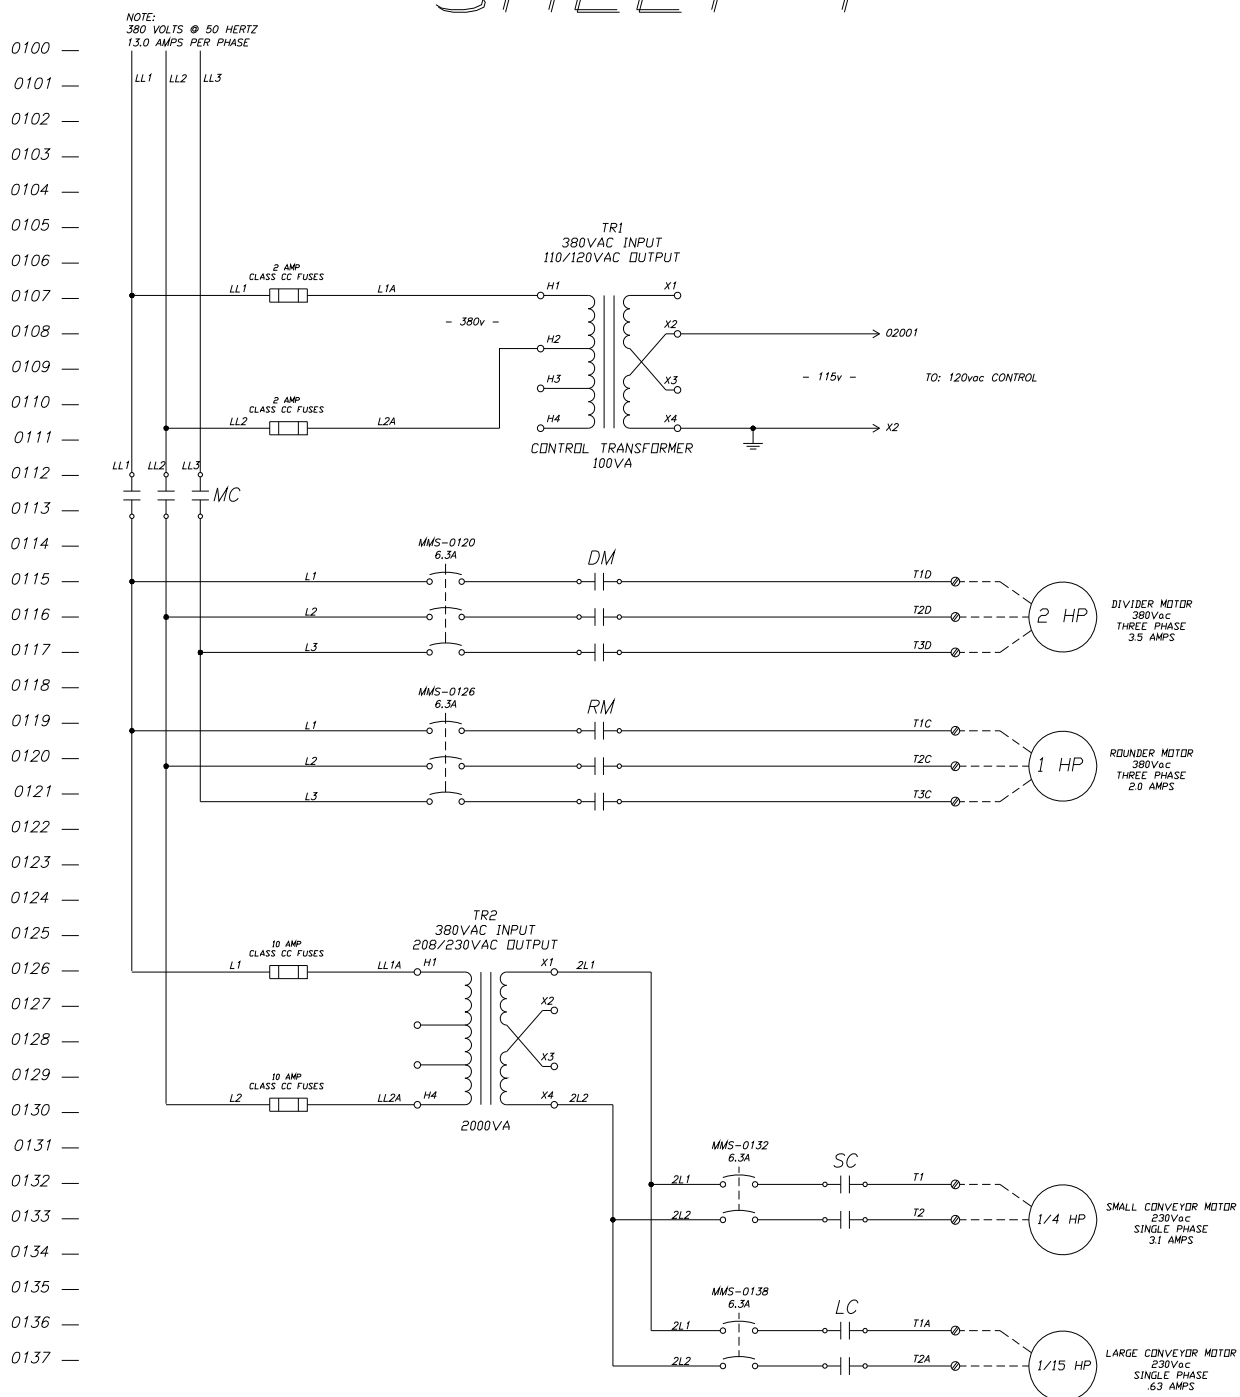 NOTE:
380 VOLTS @ 50 HERTZ
13.0 AMPS PER PHASE
0100
LL1 LL2 LL3
0101
0102
0103
0104
0105
TR1
380VAC INPUT
110/120VAC OUTPUT
0106
2 AMP
CLASS CC FUSES
0107
LL1 L1A H1 X1
- 380v -
X2
0108
02001
H2
0109
H3 X3
- 115v - TO: 120vac CONTROL
0110
2 AMP
CLASS CC FUSES
LL2 L2A H4 X4
X2
0111
CONTROL TRANSFORMER
100VA
0112
LL1 LL2 LL3
MC
0113
0114
MMS-0120
6.3A
DM
0115
L1 T1D
0116
L2 T2D
2 HP
DIVIDER MOTOR
380Vac
THREE PHASE
3.5 AMPS
0117
L3 T3D
0118
MMS-0126
6.3A
RM
0119
L1 T1C
0120
L2 T2C
1 HP
ROUNDER MOTOR
380Vac
THREE PHASE
2.0 AMPS
0121
L3 T3C
0122
0123
0124
TR2
380VAC INPUT
208/230VAC OUTPUT
0125
10 AMP
CLASS CC FUSES
0126
L1 LL1A H1 X1 2L1
0127
X2
0128
X3
0129
10 AMP
CLASS CC FUSES
0130
L2 LL2A H4 X4 2L2
2000VA
0131
MMS-0132
6.3A
SC
0132
2L1 T1
0133
2L2 T2
1/4 HP
SMALL CONVEYOR MOTOR
230Vac
SINGLE PHASE
3.1 AMPS
0134
0135
MMS-0138
6.3A
LC
0136
2L1 T1A
0137
2L2 T2A
1/15 HP
LARGE CONVEYOR MOTOR
230Vac
SINGLE PHASE
.63 AMPS